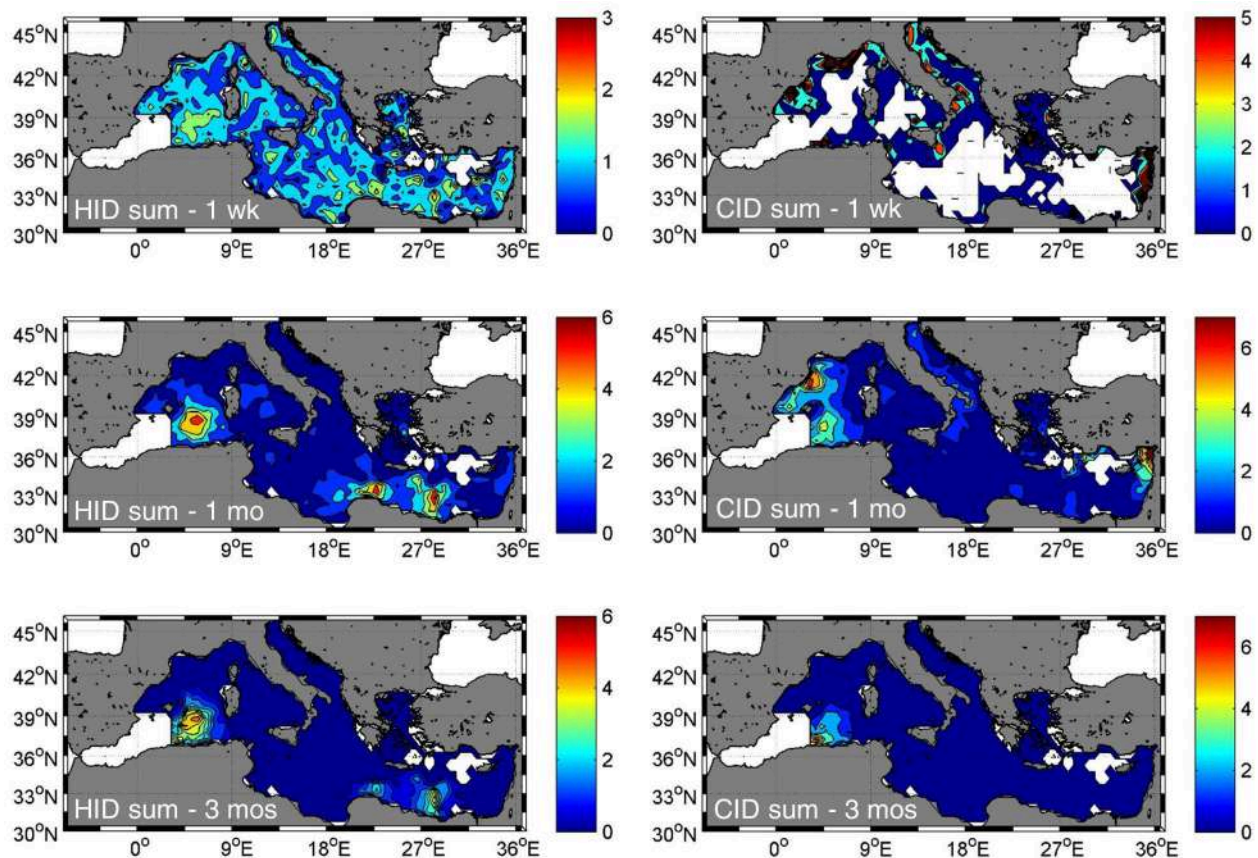 45°N
42°N
39°N
36°N
33°N
30°N
0°
9°E
18°E
27°E
36°E
HID sum - 1 wk
3
2
1
0
45°N
42°N
39°N
36°N
33°N
30°N
0°
9°E
18°E
27°E
36°E
CID sum - 1 wk
5
4
3
2
1
0
45°N
42°N
39°N
36°N
33°N
30°N
0°
9°E
18°E
27°E
36°E
HID sum - 1 mo
6
4
2
0
45°N
42°N
39°N
36°N
33°N
30°N
0°
9°E
18°E
27°E
36°E
CID sum - 1 mo
6
4
2
0
45°N
42°N
39°N
36°N
33°N
30°N
0°
9°E
18°E
27°E
36°E
HID sum - 3 mos
6
4
2
0
45°N
42°N
39°N
36°N
33°N
30°N
0°
9°E
18°E
27°E
36°E
CID sum - 3 mos
6
4
2
0